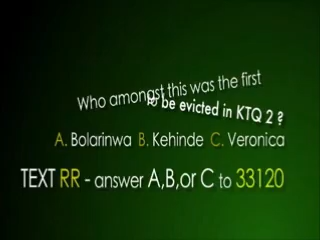 Who amongst this was the first
to be evicted in KTQ 2 ?
A. Bolarinwa B. Kehinde C. Veronica
TEXT RR - answer A,B,or C to 33120